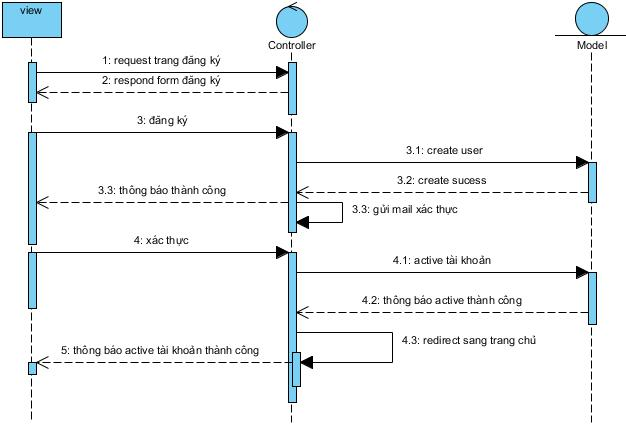 view
Controller
Model
1: request trang đăng ký
2: respond form đăng ký
3: đăng ký
3.1: create user
3.2: create sucess
3.3: thông báo thành công
3.3: gửi mail xác thực
4: xác thực
4.1: active tài khoản
4.2: thông báo active thành công
4.3: redirect sang trang chủ
5: thông báo active tài khoản thành công